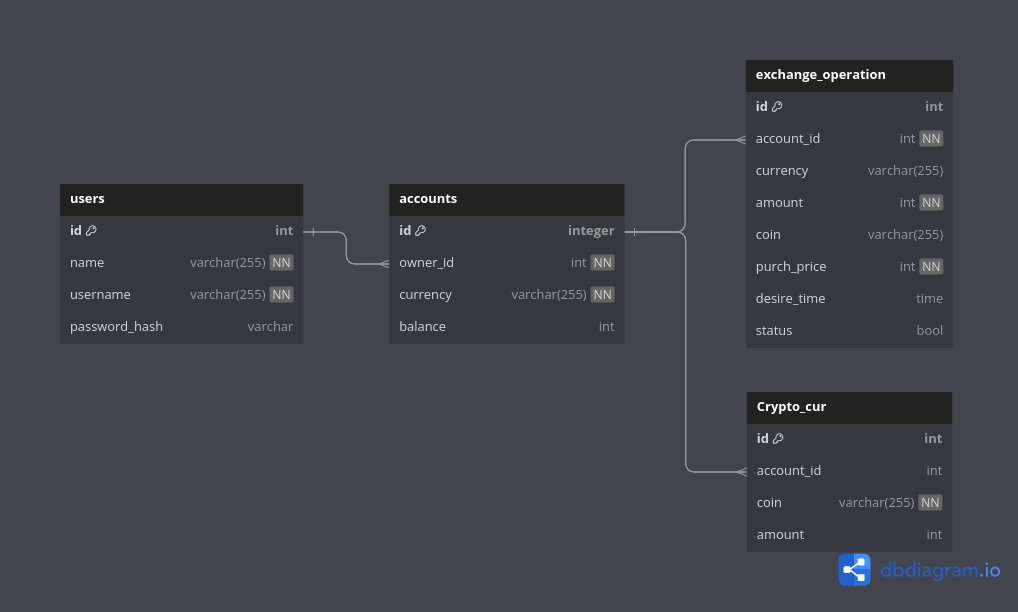 users
id int
name varchar(255) NN
username varchar(255) NN
password_hash varchar
accounts
id integer
owner_id int NN
currency varchar(255) NN
balance int
exchange_operation
id int
account_id int NN
currency varchar(255)
amount int NN
coin varchar(255)
purch_price int NN
desire_time time
status bool
Crypto_cur
id int
account_id int
coin varchar(255) NN
amount int
dbdiagram.io